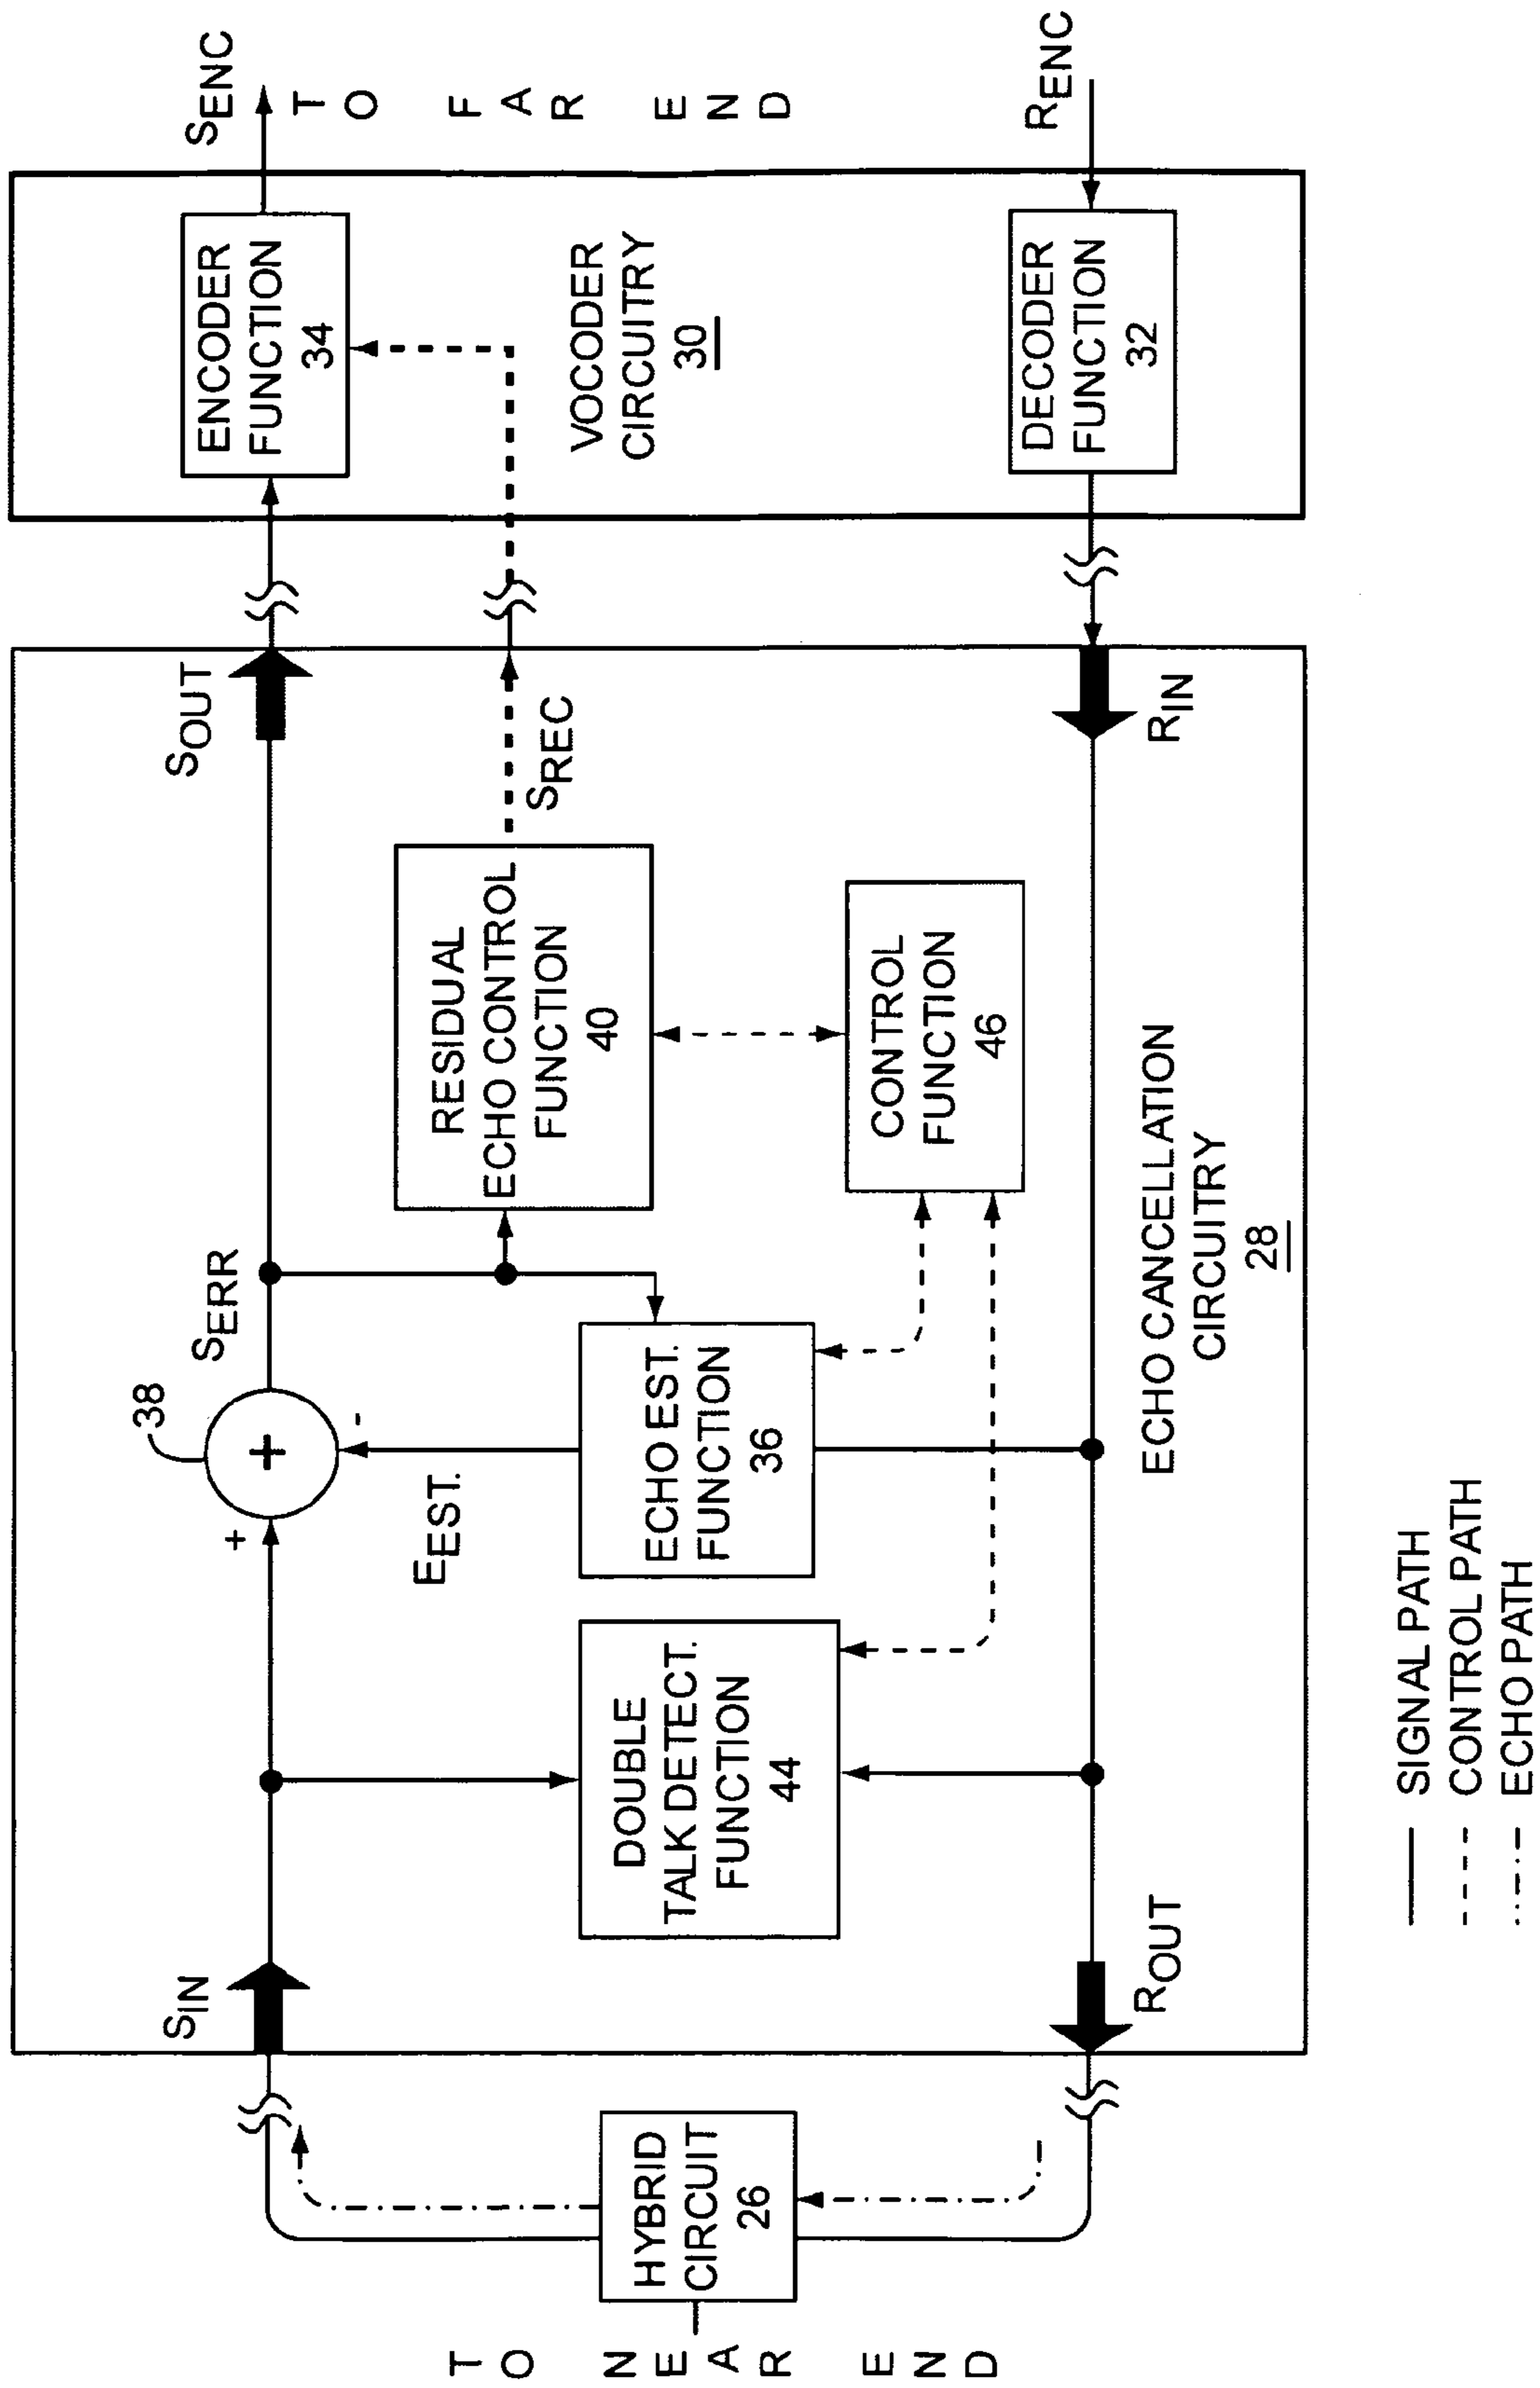 TO NEAR END
HYBRID
CIRCUIT
26
S_IN
R_OUT
DOUBLE
TALK DETECT.
FUNCTION
44
+
38
+
-
E_EST.
ECHO EST.
FUNCTION
36
S_ERR
RESIDUAL
ECHO CONTROL
FUNCTION
40
CONTROL
FUNCTION
46
ECHO CANCELLATION
CIRCUITRY
28
S_OUT
S_REC
R_IN
ENCODER
FUNCTION
34
VOCODER
CIRCUITRY
30
DECODER
FUNCTION
32
S_ENC
TO FAR END
R_ENC
SIGNAL PATH
CONTROL PATH
ECHO PATH